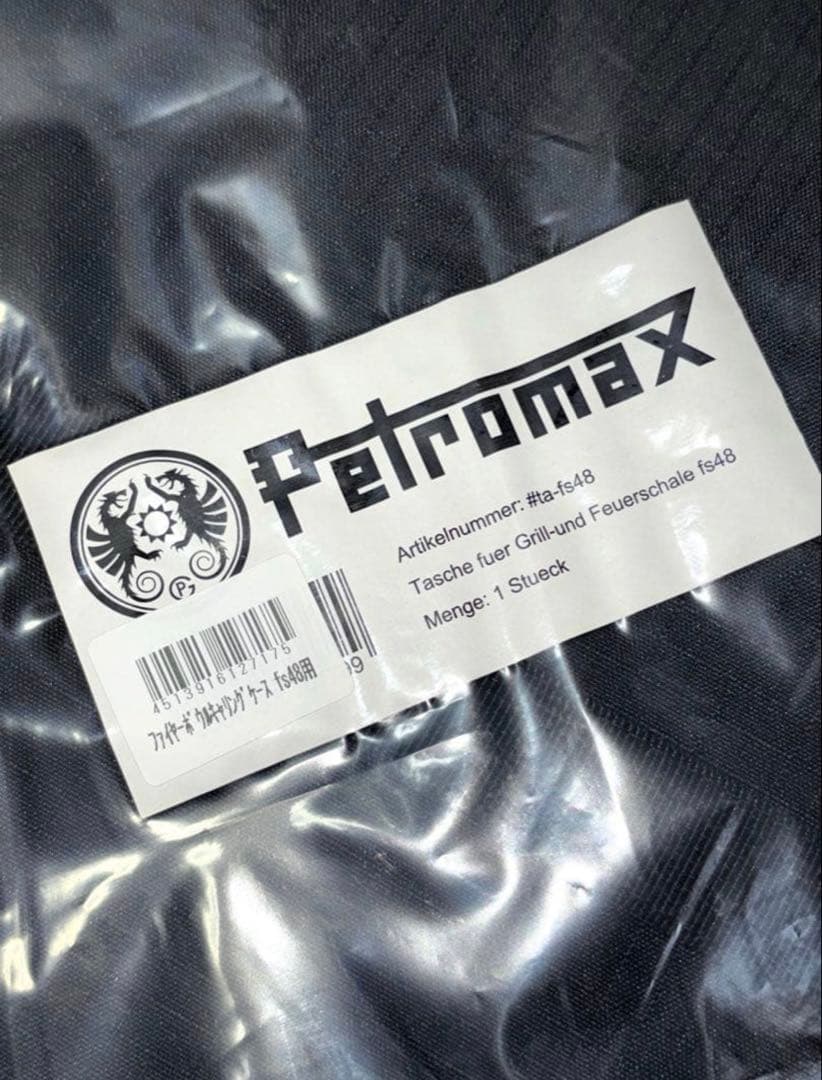 Petromax
Artikelnummer: #ta-fs48
Tasche fuer Grill-und Feuerschale fs48
Menge: 1 Stueck
4513916127175
ﾌｧｲﾔｰﾎﾞｳﾙｷｬﾘﾝｸﾞｹｰｽ fs48用